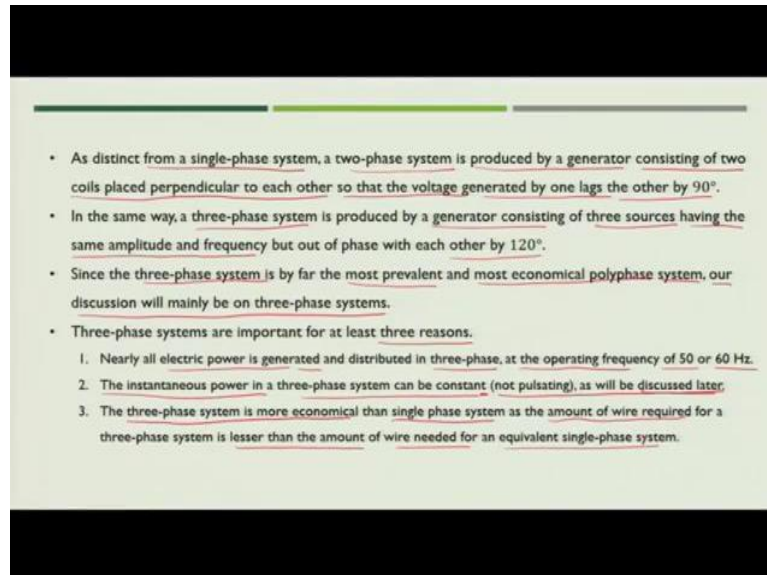 • As distinct from a single-phase system, a two-phase system is produced by a generator consisting of two
coils placed perpendicular to each other so that the voltage generated by one lags the other by 90°.
• In the same way, a three-phase system is produced by a generator consisting of three sources having the
same amplitude and frequency but out of phase with each other by 120°.
• Since the three-phase system is by far the most prevalent and most economical polyphase system, our
discussion will mainly be on three-phase systems.
• Three-phase systems are important for at least three reasons.
1. Nearly all electric power is generated and distributed in three-phase, at the operating frequency of 50 or 60 Hz.
2. The instantaneous power in a three-phase system can be constant (not pulsating), as will be discussed later.
3. The three-phase system is more economical than single phase system as the amount of wire required for a
three-phase system is lesser than the amount of wire needed for an equivalent single-phase system.